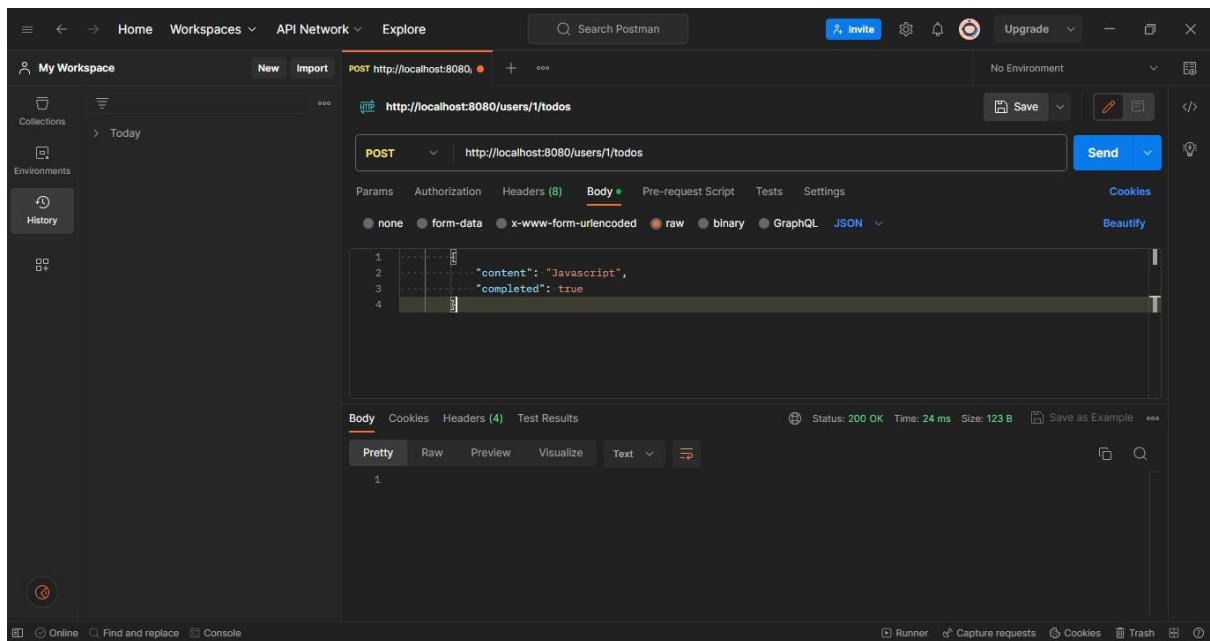 Home Workspaces API Network Explore Search Postman Invite Upgrade
My Workspace New Import POST http://localhost:8080/ No Environment
Collections
Today
http://localhost:8080/users/1/todos Save
Environments
POST http://localhost:8080/users/1/todos Send
History
Params Authorization Headers (8) Body Pre-request Script Tests Settings Cookies
none form-data x-www-form-urlencoded raw binary GraphQL JSON Beautify
1 {
2 "content": "Javascript",
3 "completed": true
4 }
Body Cookies Headers (4) Test Results Status: 200 OK Time: 24 ms Size: 123 B Save as Example
Pretty Raw Preview Visualize Text
1
Online Find and replace Console Runner Capture requests Cookies Trash